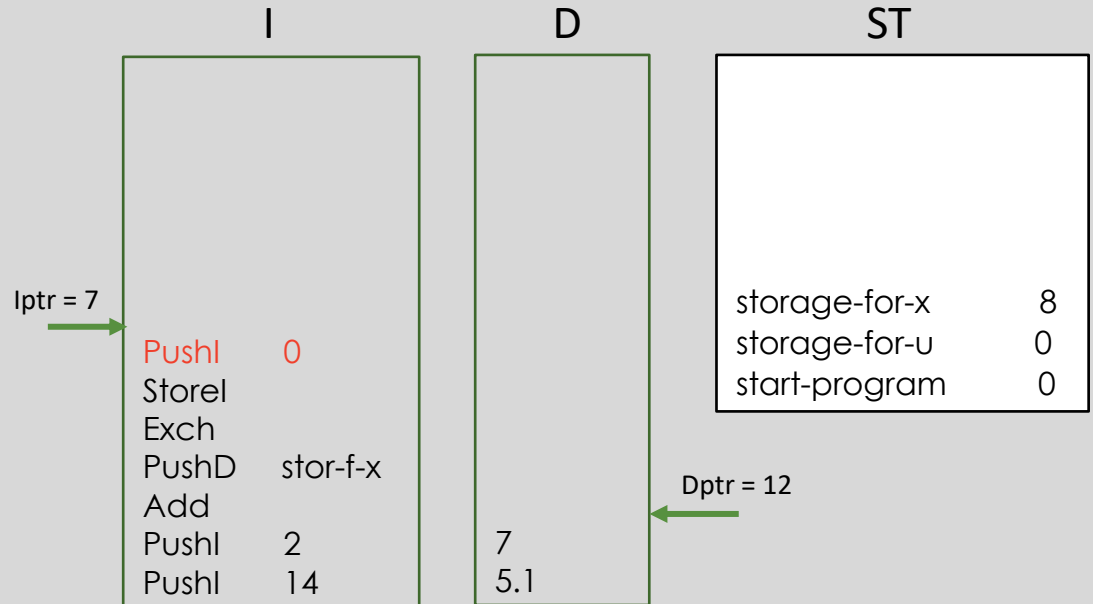 I D ST
Iptr = 7
PushI 0
StoreI
Exch
PushD stor-f-x
Add
PushI 2
PushI 14
7
5.1
Dptr = 12
storage-for-x 8
storage-for-u 0
start-program 0